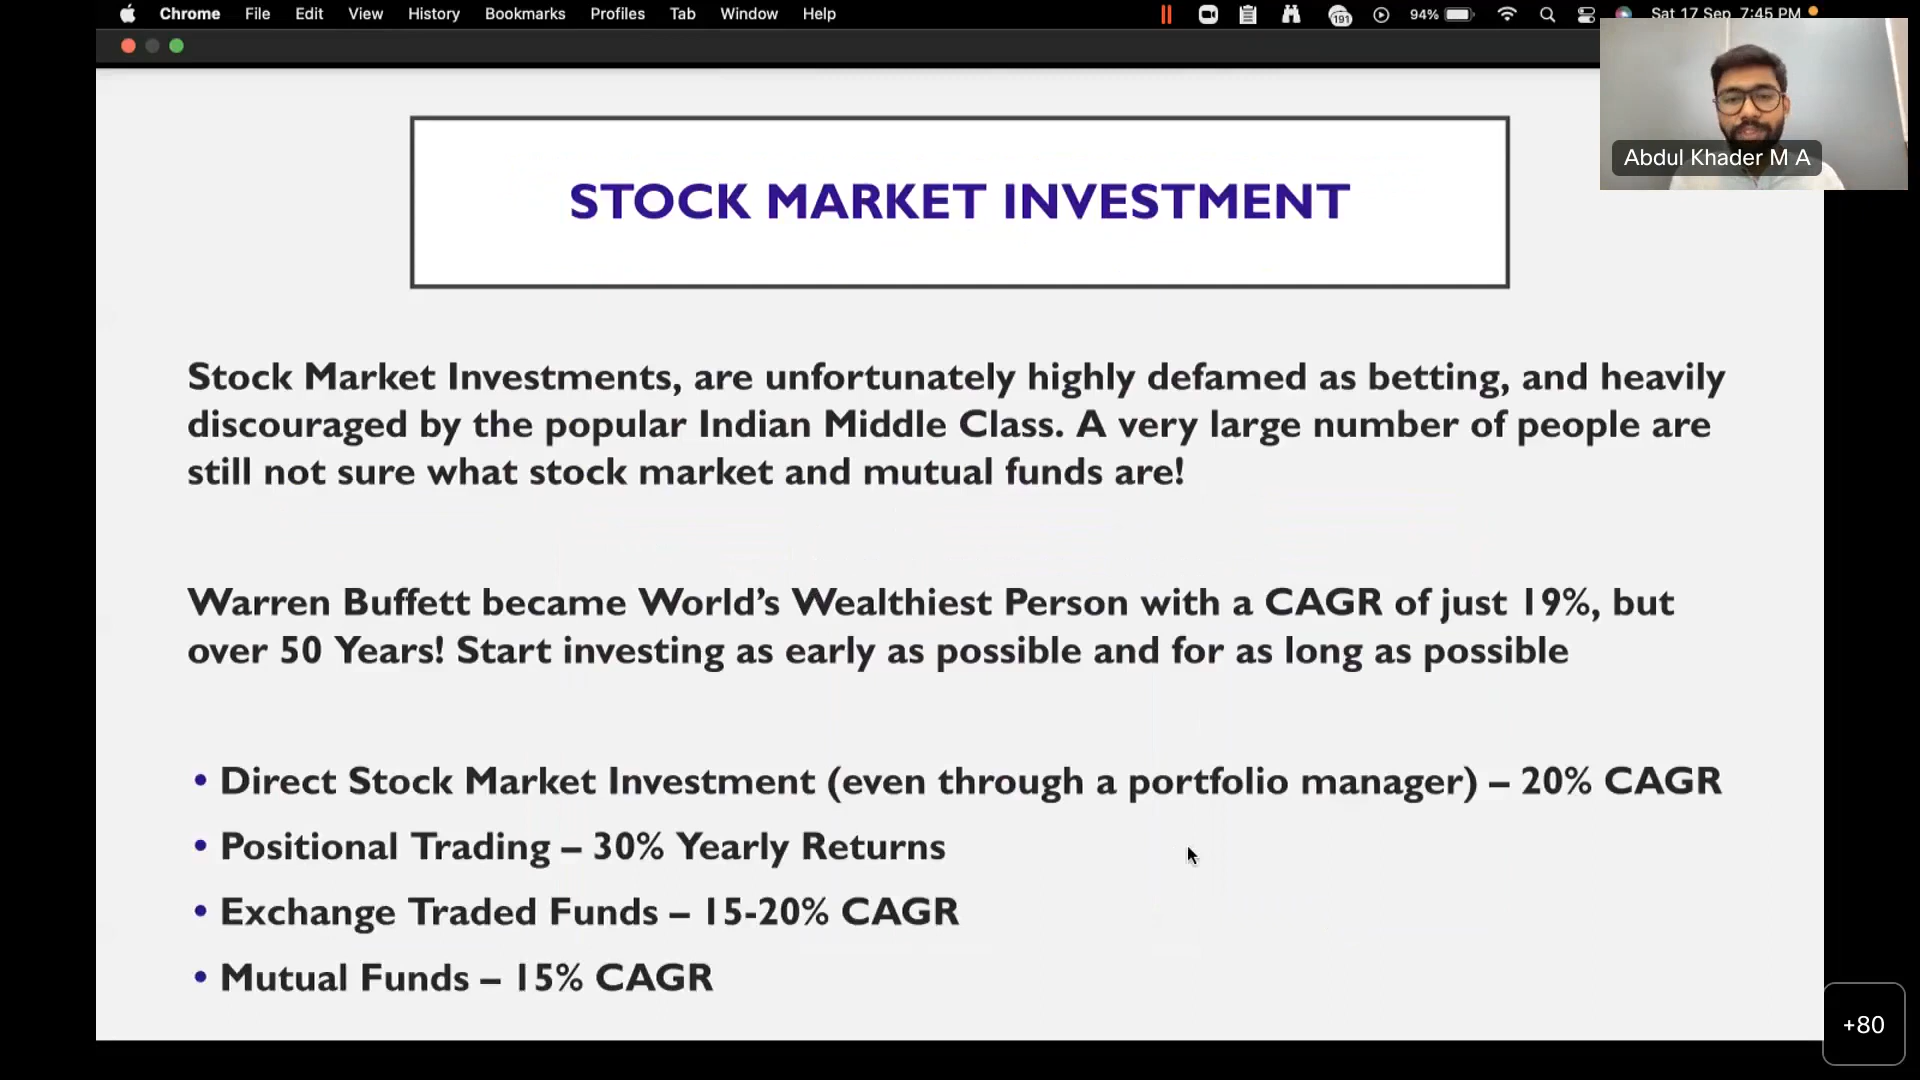 Chrome File Edit View History Bookmarks Profiles Tab Window Help 191 94% Sat 17 Sep 7:45 PM
Abdul Khader M A
STOCK MARKET INVESTMENT
Stock Market Investments, are unfortunately highly defamed as betting, and heavily
discouraged by the popular Indian Middle Class. A very large number of people are
still not sure what stock market and mutual funds are!
Warren Buffett became World’s Wealthiest Person with a CAGR of just 19%, but
over 50 Years! Start investing as early as possible and for as long as possible
• Direct Stock Market Investment (even through a portfolio manager) – 20% CAGR
• Positional Trading – 30% Yearly Returns
• Exchange Traded Funds – 15-20% CAGR
• Mutual Funds – 15% CAGR
+80